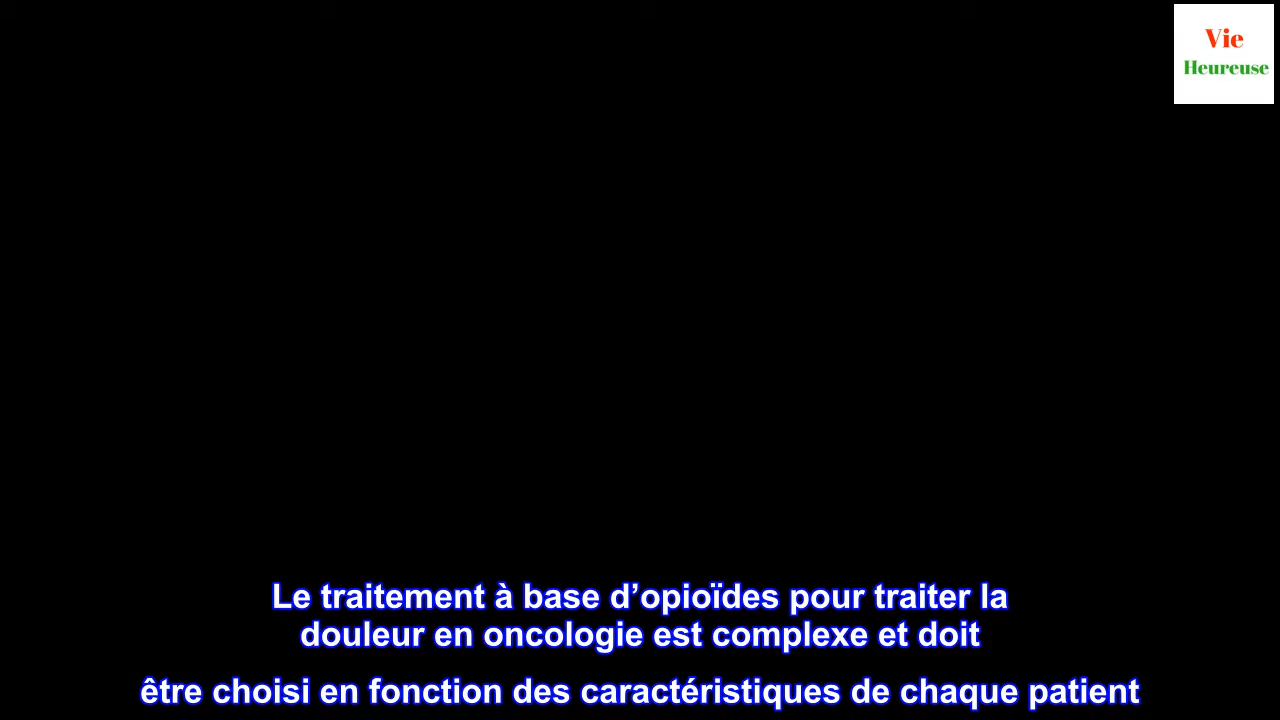 Vie
Heureuse
Le traitement à base d’opioïdes pour traiter la
douleur en oncologie est complexe et doit
être choisi en fonction des caractéristiques de chaque patient